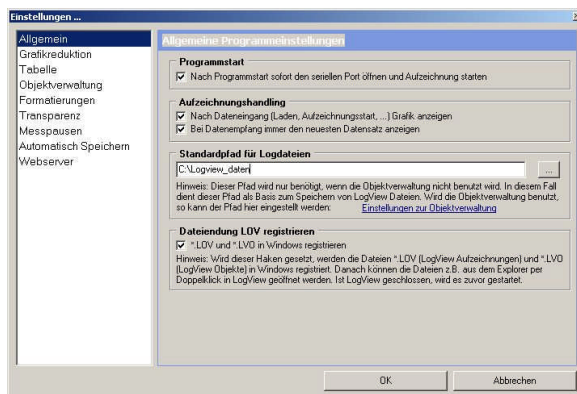 Einstellungen ...
Allgemein
Grafikreduktion
Tabelle
Objektverwaltung
Formatierungen
Transparenz
Messpausen
Automatisch Speichern
Webserver
Allgemeine Programmeinstellungen
Programmstart
Nach Programmstart sofort den seriellen Port öffnen und Aufzeichnung starten
Aufzeichnungshandling
Nach Dateneingang (Laden, Aufzeichnungsstart, ...) Grafik anzeigen
Bei Datenempfang immer den neuesten Datensatz anzeigen
Standardpfad für Logdateien
C:\Logview_daten
...
Hinweis: Dieser Pfad wird nur benötigt, wenn die Objektverwaltung nicht benutzt wird. In diesem Fall
dient dieser Pfad als Basis zum Speichern von LogView Dateien. Wird die Objektverwaltung benutzt,
so kann der Pfad hier eingestellt werden: Einstellungen zur Objektverwaltung
Dateiendung LOV registrieren
*.LOV und *.LVO in Windows registrieren
Hinweis: Wird dieser Haken gesetzt, werden die Dateien *.LOV (LogView Aufzeichnungen) und *.LVO
(LogView Objekte) in Windows registriert. Danach können die Dateien z.B. aus dem Explorer per
Doppelklick in LogView geöffnet werden. Ist LogView geschlossen, wird es zuvor gestartet.
OK
Abbrechen